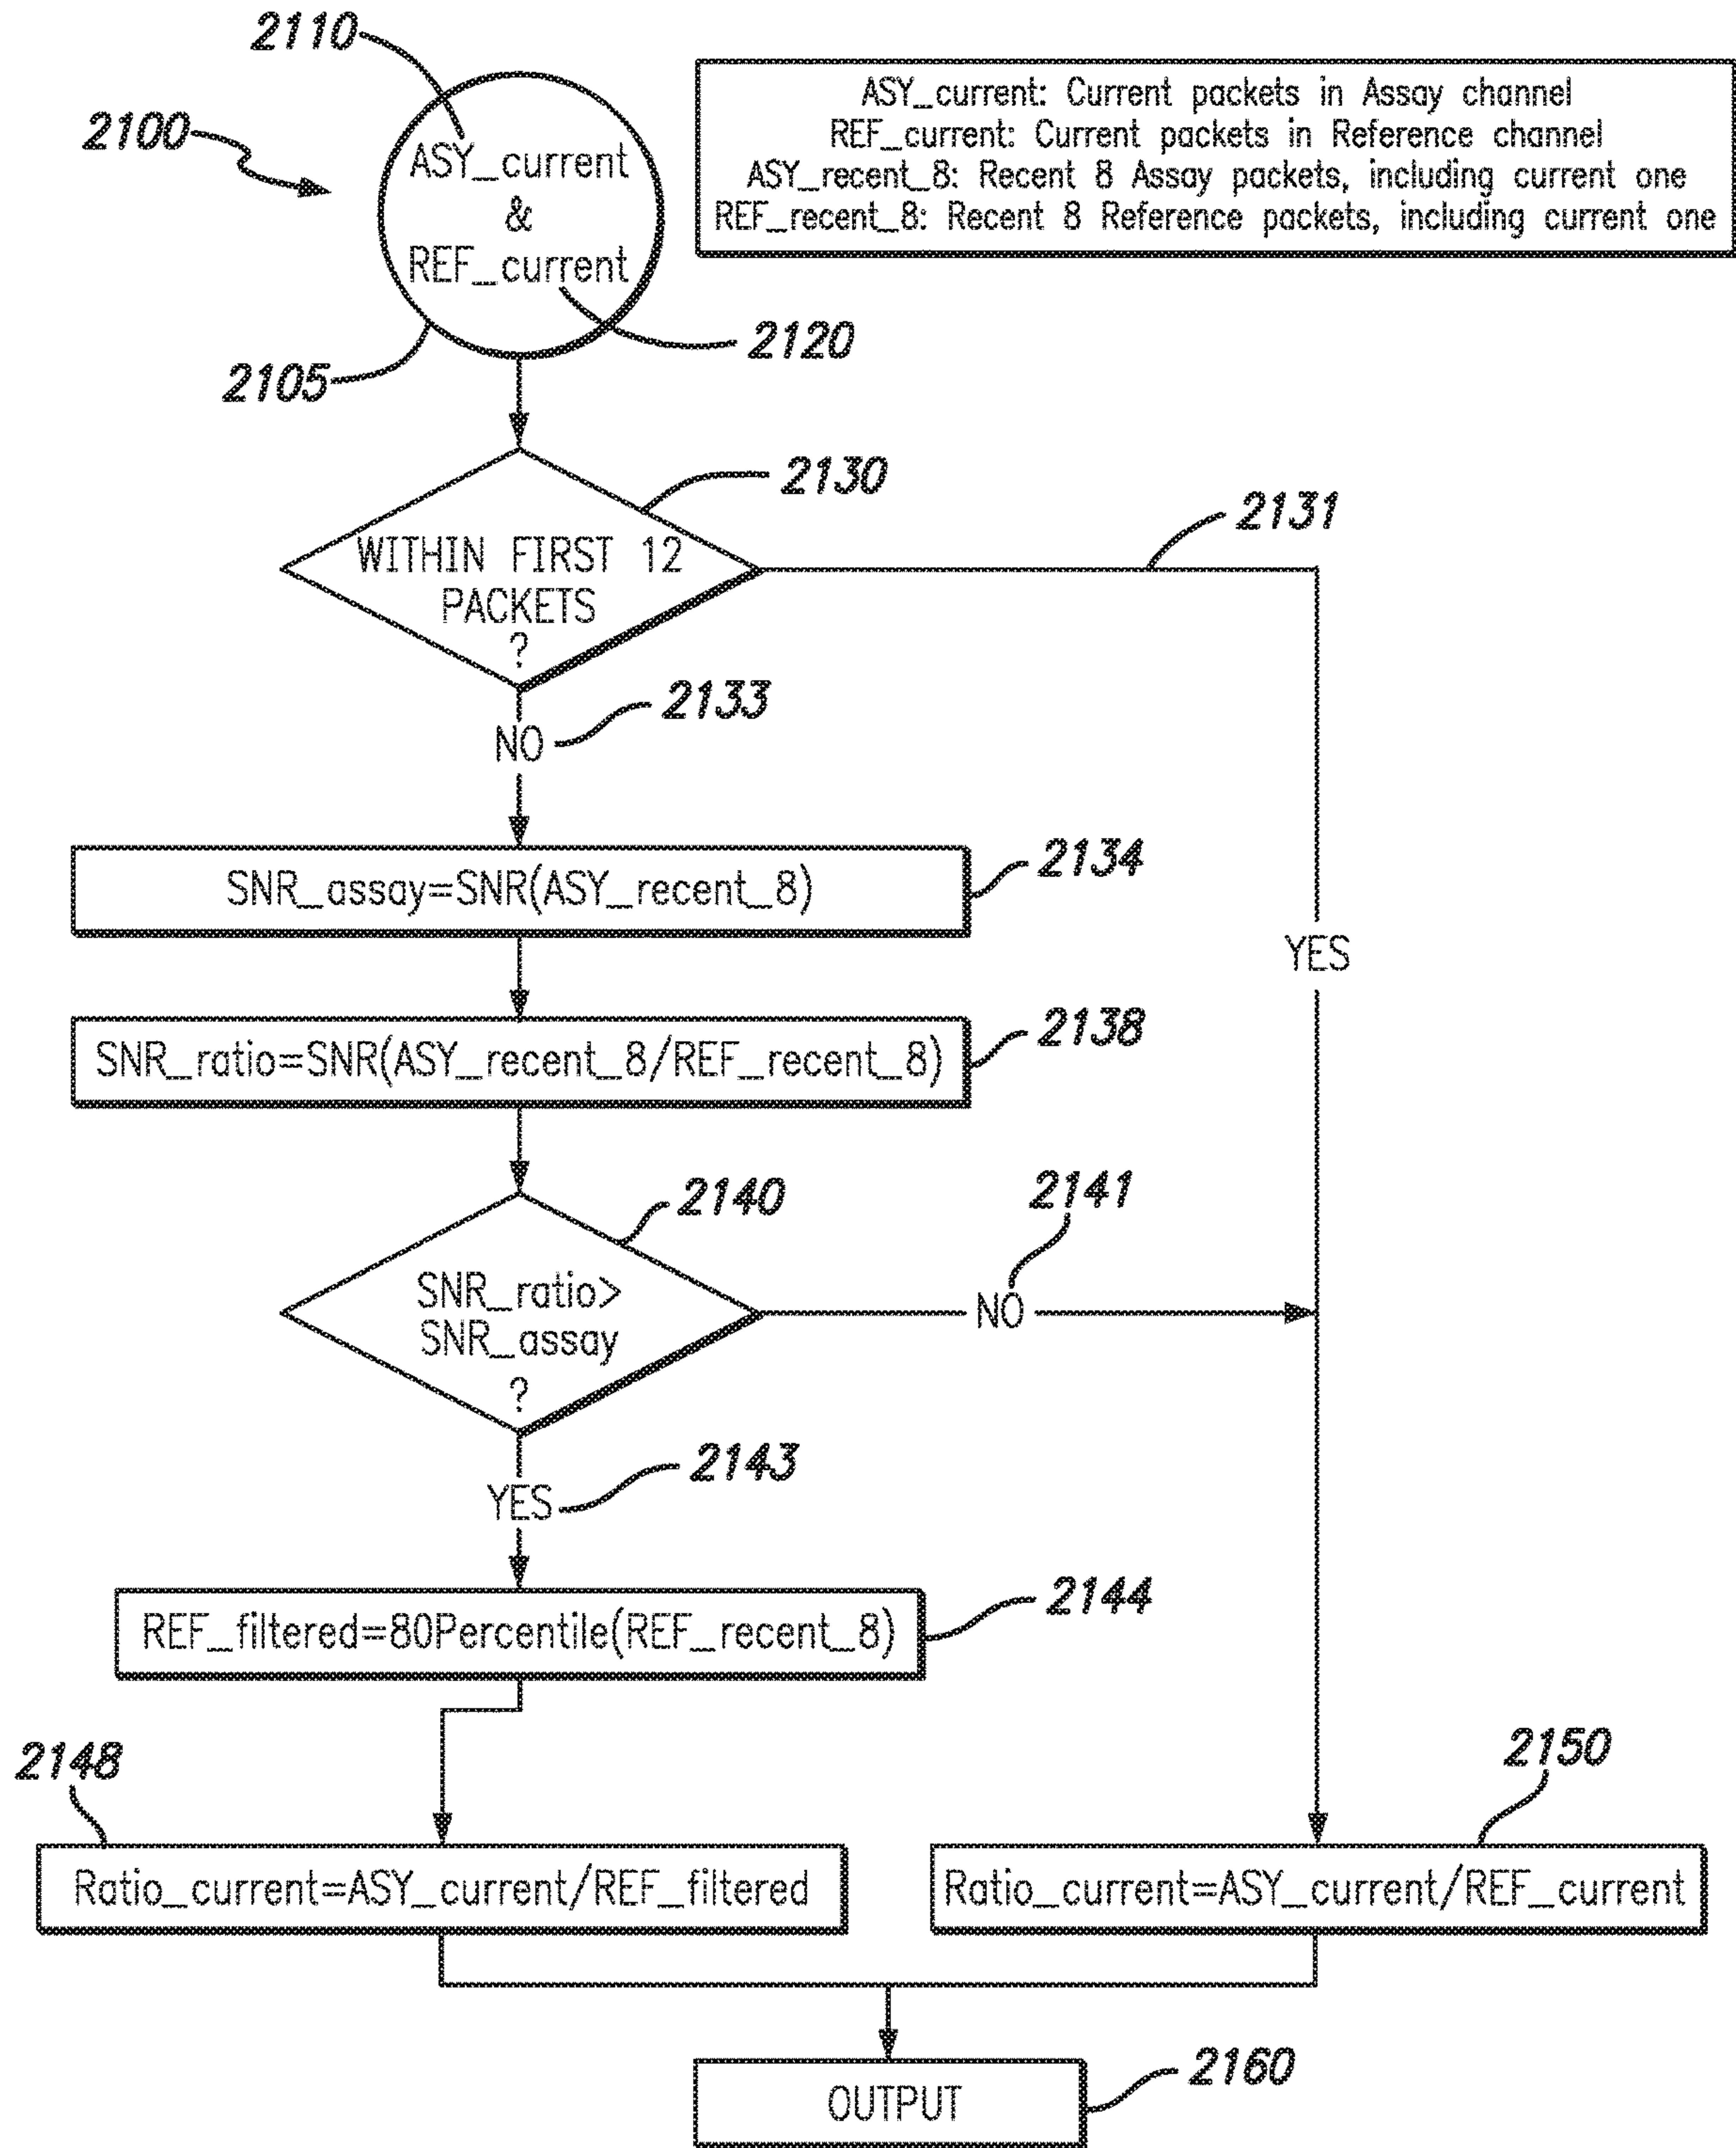 2110
2100
ASY_current
&
REF_current
2120
2105
ASY_current: Current packets in Assay channel
REF_current: Current packets in Reference channel
ASY_recent_8: Recent 8 Assay packets, including current one
REF_recent_8: Recent 8 Reference packets, including current one
2130
2131
WITHIN FIRST 12
PACKETS
?
2133
NO
2134
SNR_assay=SNR(ASY_recent_8)
YES
2138
SNR_ratio=SNR(ASY_recent_8/REF_recent_8)
2140
2141
SNR_ratio>
SNR_assay
?
NO
2143
YES
2144
REF_filtered=80Percentile(REF_recent_8)
2148
2150
Ratio_current=ASY_current/REF_filtered
Ratio_current=ASY_current/REF_current
2160
OUTPUT